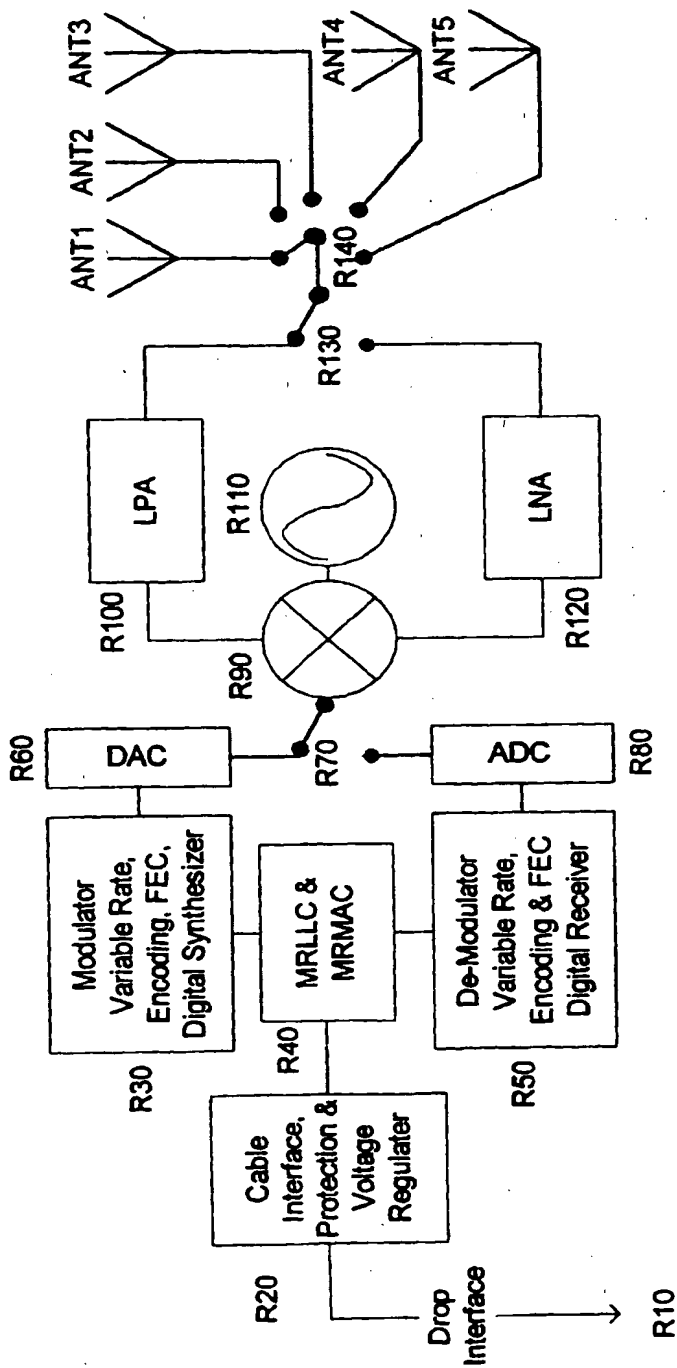 ANT1
ANT2
ANT3
ANT4
ANT5
R140
R130
LPA
R100
R110
LNA
R120
R90
R60
DAC
R70
ADC
R80
Modulator
Variable Rate,
Encoding, FEC,
Digital Synthesizer
R30
MRLLC &
MRMAC
R40
De-Modulator
Variable Rate,
Encoding & FEC
Digital Receiver
R50
Cable
Interface,
Protection &
Voltage
Regulater
R20
Drop
Interface
R10